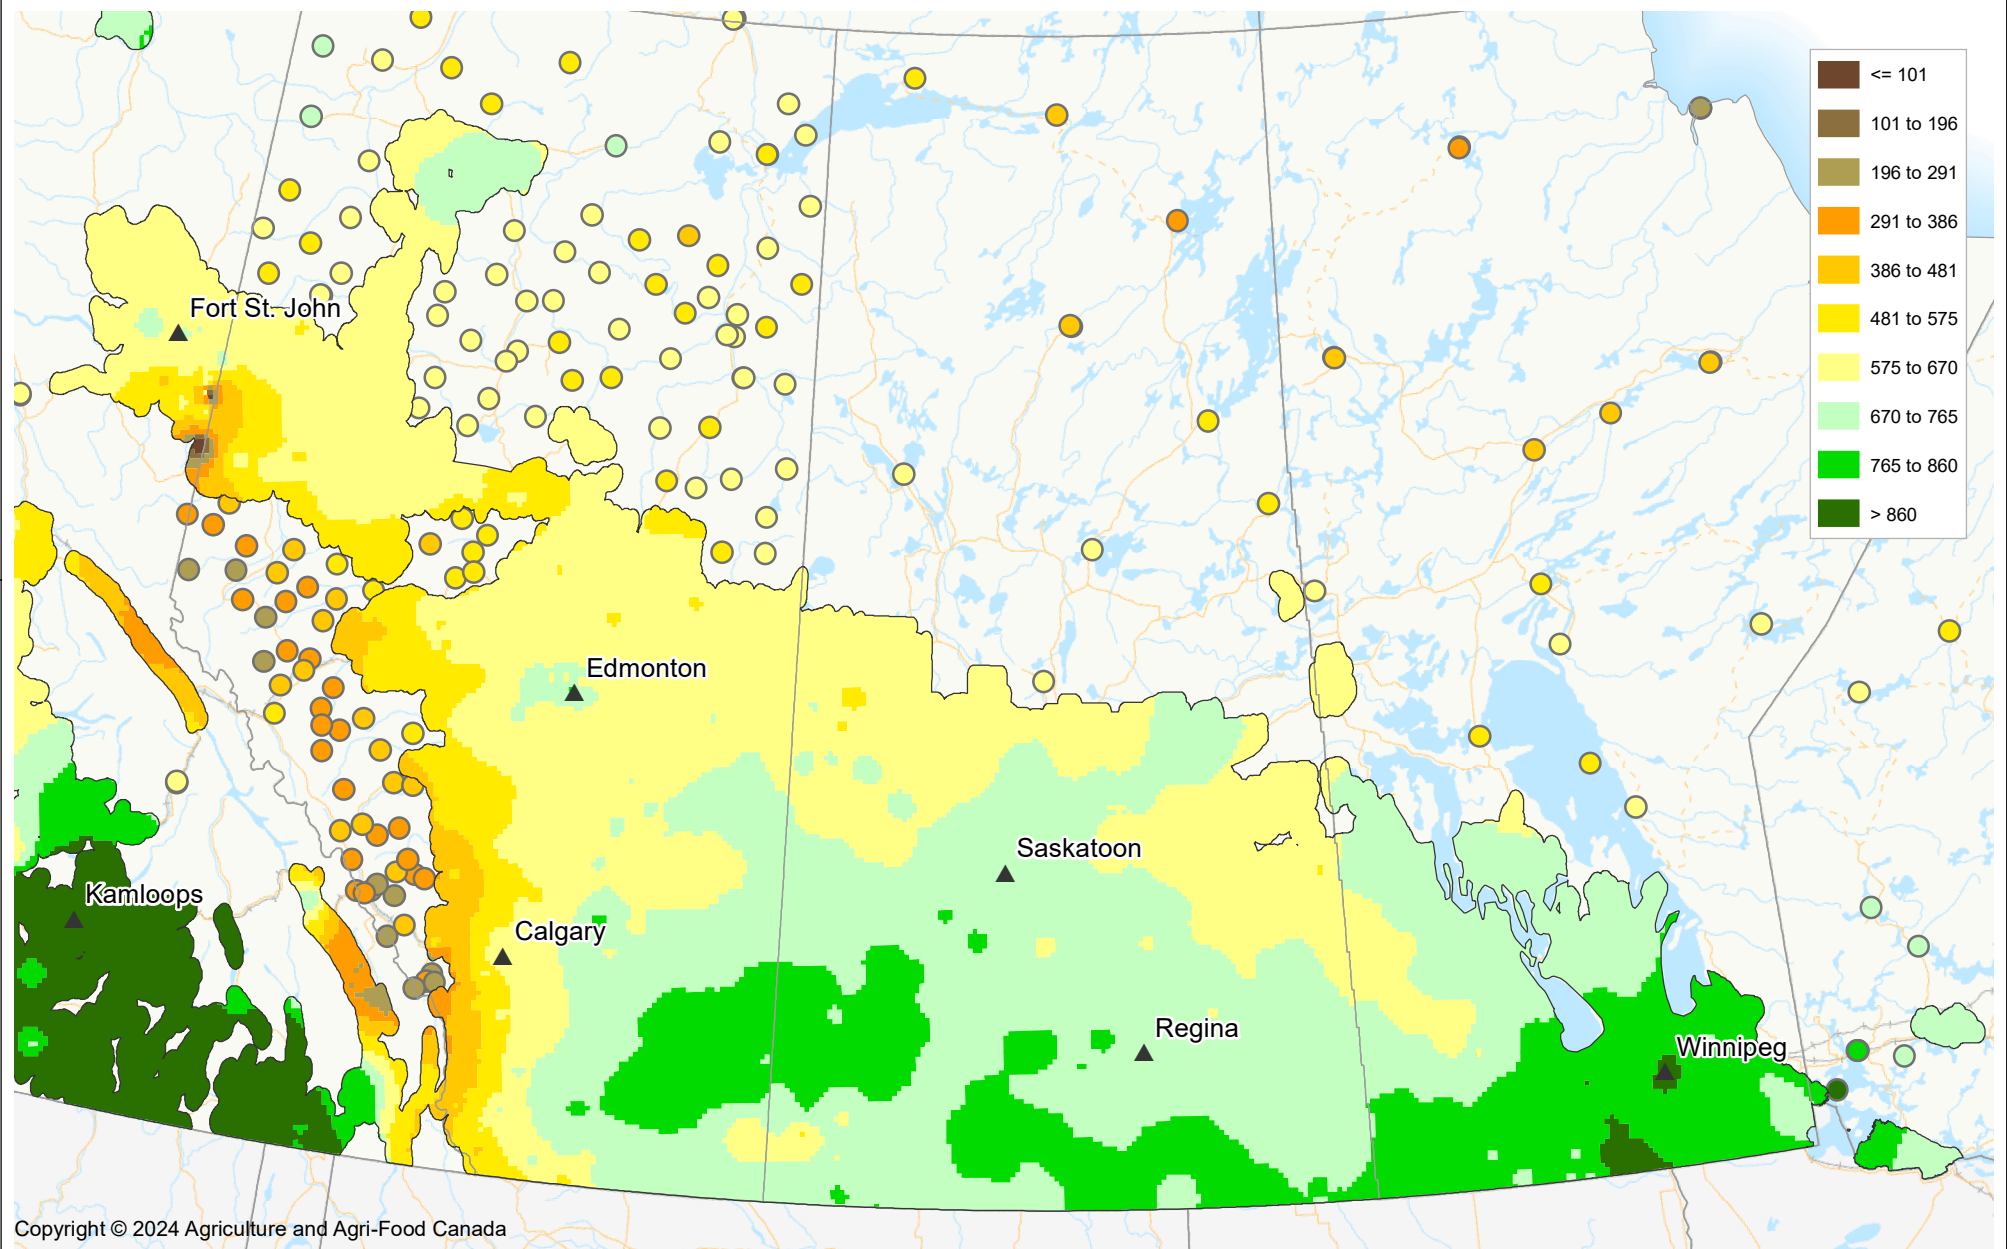 <= 101
101 to 196
196 to 291
291 to 386
386 to 481
481 to 575
575 to 670
670 to 765
765 to 860
> 860
Fort St. John
Edmonton
Saskatoon
Kamloops
Calgary
Regina
Winnipeg
Copyright © 2024 Agriculture and Agri-Food Canada